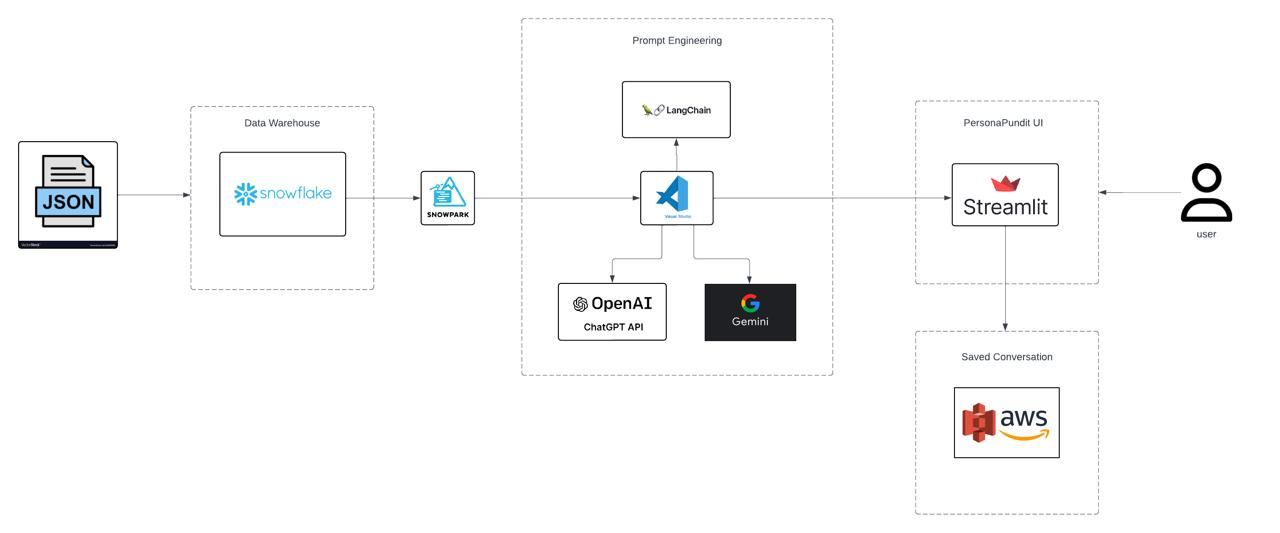 Prompt Engineering
LangChain
Data Warehouse
PersonaPundit UI
JSON
snowflake
SNOWPARK
Visual Studio
Streamlit
user
OpenAI
ChatGPT API
Gemini
Saved Conversation
aws